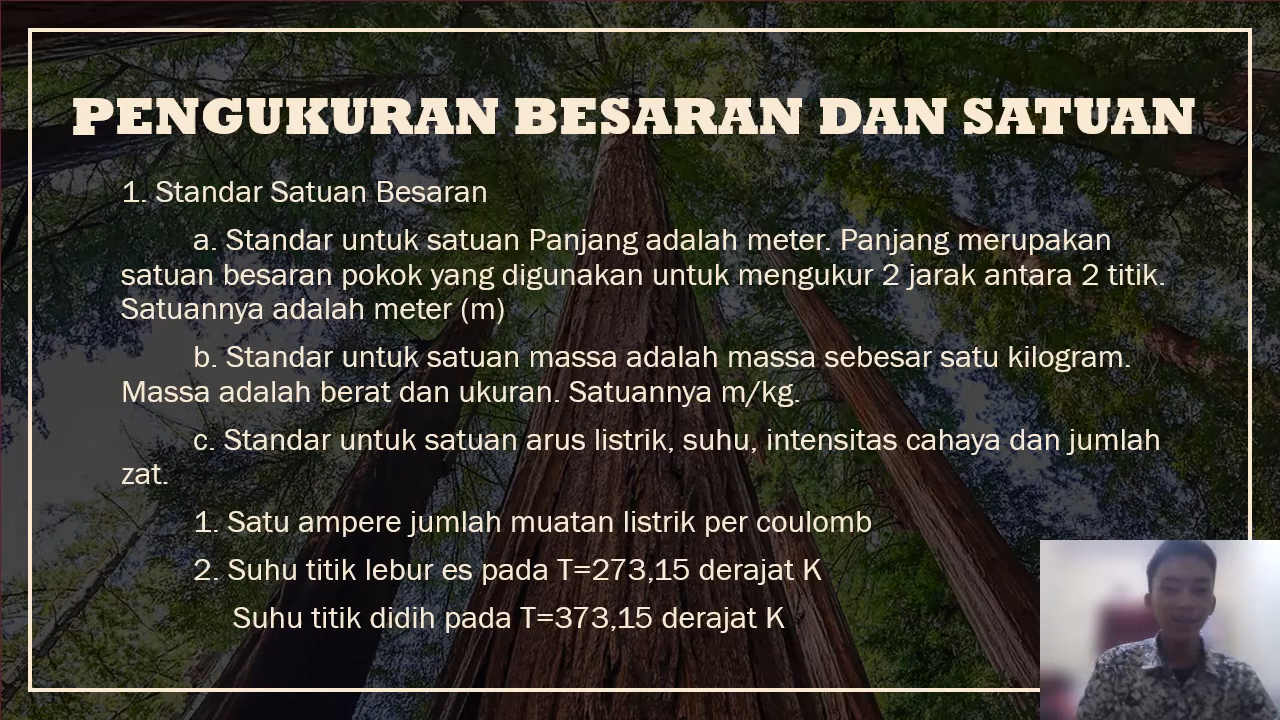 PENGUKURAN BESARAN DAN SATUAN
1. Standar Satuan Besaran
a. Standar untuk satuan Panjang adalah meter. Panjang merupakan
satuan besaran pokok yang digunakan untuk mengukur 2 jarak antara 2 titik.
Satuannya adalah meter (m)
b. Standar untuk satuan massa adalah massa sebesar satu kilogram.
Massa adalah berat dan ukuran. Satuannya m/kg.
c. Standar untuk satuan arus listrik, suhu, intensitas cahaya dan jumlah
zat.
1. Satu ampere jumlah muatan listrik per coulomb
2. Suhu titik lebur es pada T=273,15 derajat K
Suhu titik didih pada T=373,15 derajat K